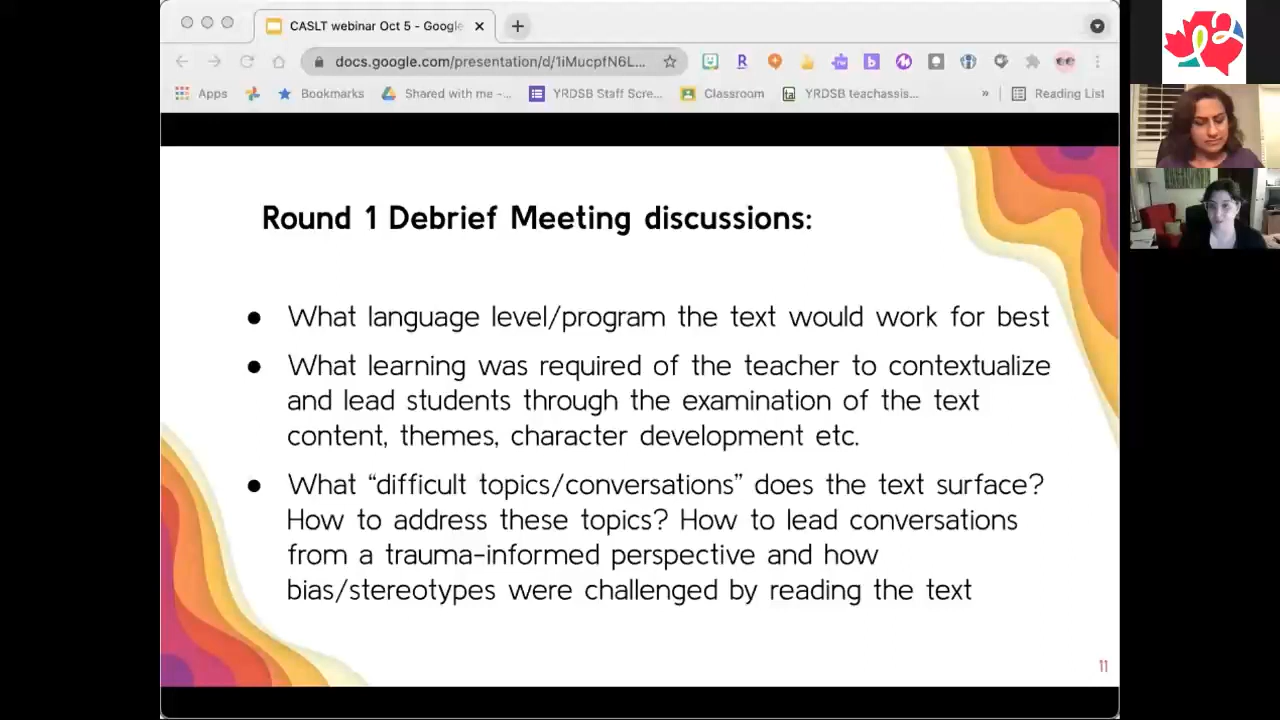 CASLT webinar Oct 5 - Google
docs.google.com/presentation/d/1iMucpfN6L...
Apps Bookmarks Shared with me -... YRDSB Staff Scre... Classroom YRDSB teachassis... » Reading List
Round 1 Debrief Meeting discussions:
● What language level/program the text would work for best
● What learning was required of the teacher to contextualize
and lead students through the examination of the text
content, themes, character development etc.
● What “difficult topics/conversations” does the text surface?
How to address these topics? How to lead conversations
from a trauma-informed perspective and how
bias/stereotypes were challenged by reading the text
11